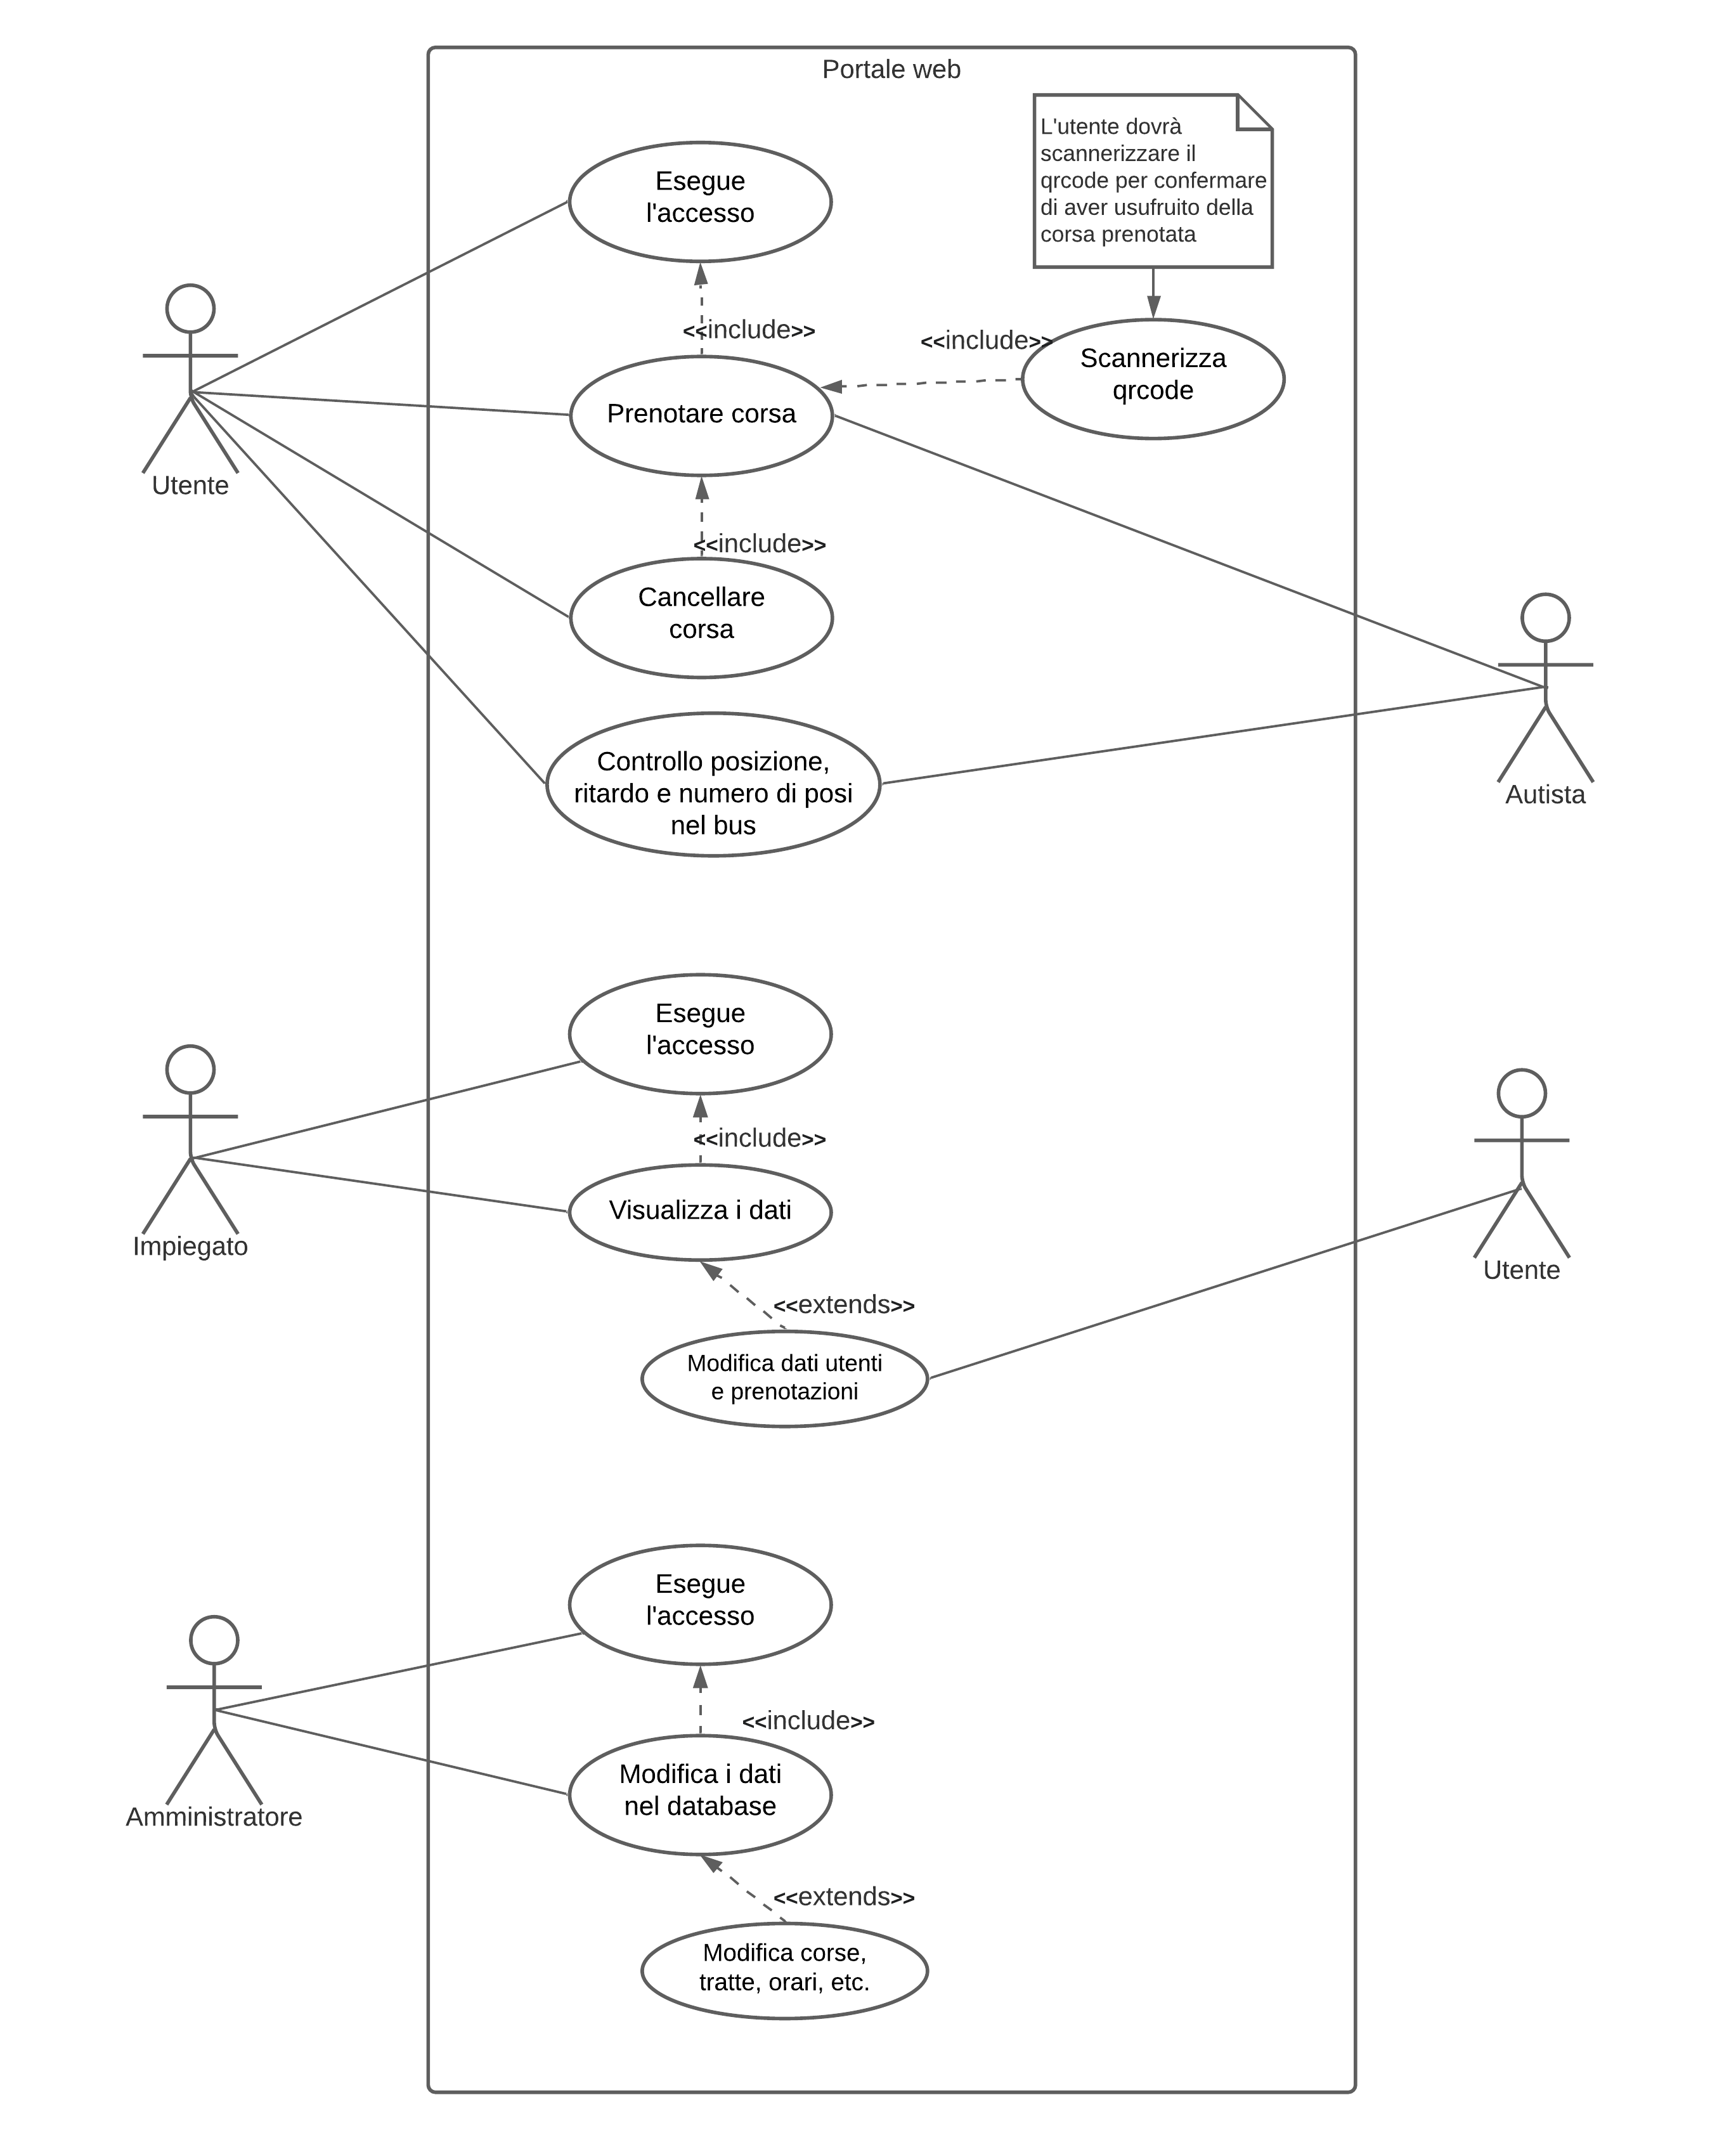 Portale web
L'utente dovrà
scannerizzare il
qrcode per confermare
di aver usufruito della
corsa prenotata
Esegue
l'accesso
<<include>>
<<include>>
Scannerizza
qrcode
Prenotare corsa
Utente
<<include>>
Cancellare
corsa
Controllo posizione,
ritardo e numero di posi
nel bus
Autista
Esegue
l'accesso
<<include>>
Visualizza i dati
Impiegato
Utente
<<extends>>
Modifica dati utenti
e prenotazioni
Esegue
l'accesso
<<include>>
Modifica i dati
nel database
Amministratore
<<extends>>
Modifica corse,
tratte, orari, etc.